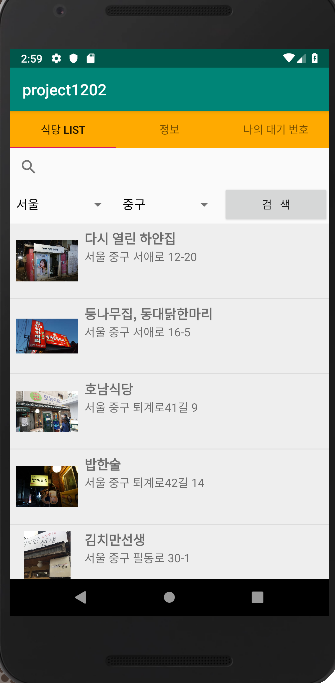 2:59
project1202
식당 LIST 정보 나의 대기 번호
서울 중구 검 색
다시 열린 하얀집
서울 중구 서애로 12-20
둥나무집, 동대닭한마리
서울 중구 서애로 16-5
호남식당
서울 중구 퇴계로41길 9
밥한술
서울 중구 퇴계로42길 14
김치만선생
서울 중구 필동로 30-1